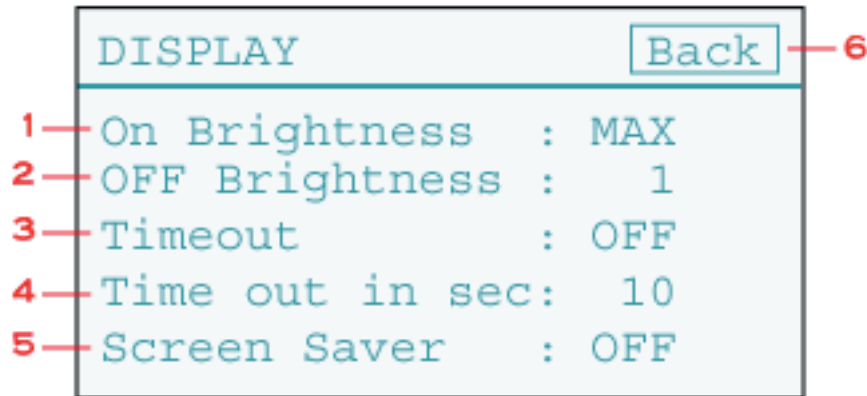 DISPLAY Back 6
1 On Brightness : MAX
2 OFF Brightness : 1
3 Timeout : OFF
4 Time out in sec: 10
5 Screen Saver : OFF